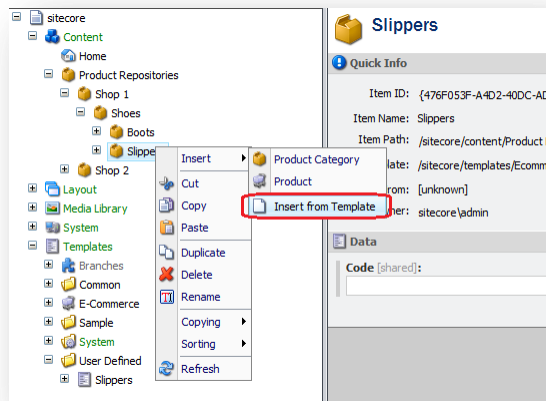 sitecore
Content
Home
Product Repositories
Shop 1
Shoes
Boots
Slippe
Shop 2
Layout
Media Library
System
Templates
Branches
Common
E-Commerce
Sample
System
User Defined
Slippers
Insert
Cut
Copy
Paste
Duplicate
Delete
Rename
Copying
Sorting
Refresh
Product Category
Product
Insert from Template
Slippers
Quick Info
Item ID: {476F053F-A4D2-40DC-AD
Item Name: Slippers
Item Path: /sitecore/content/Product
late: /sitecore/templates/Ecomm
rom: [unknown]
ner: sitecore\admin
Data
Code [shared]: